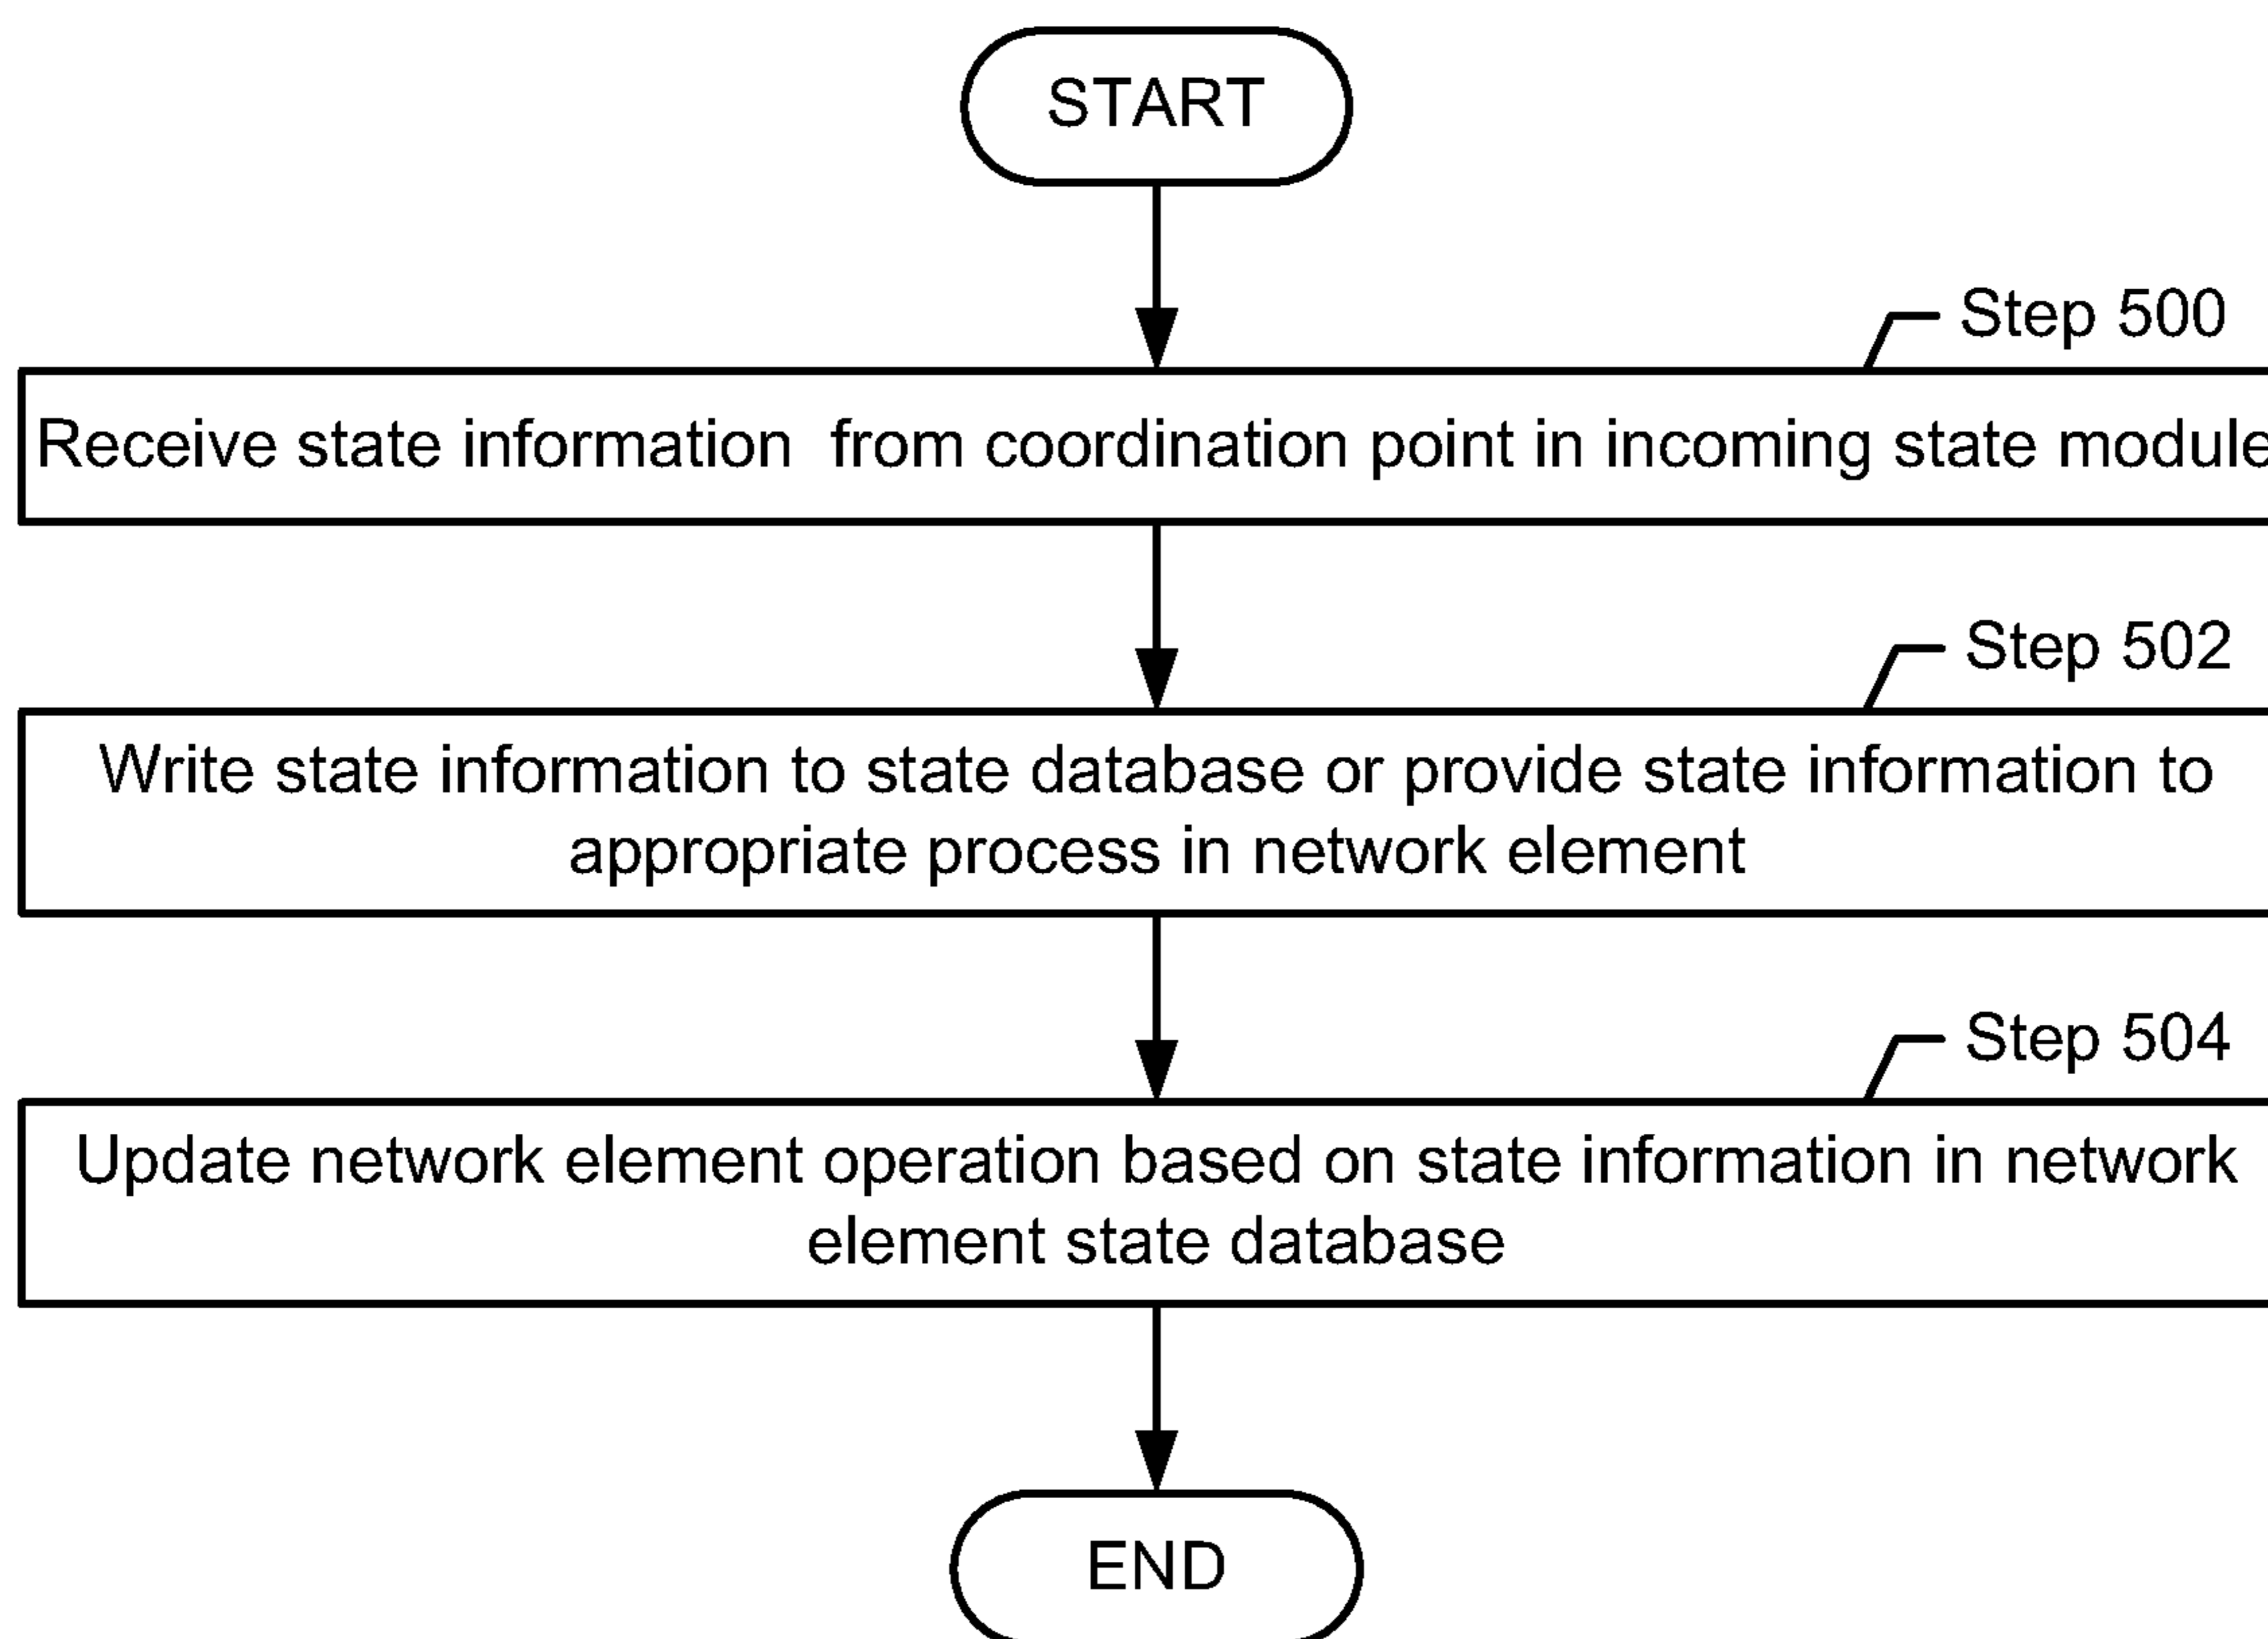 START
Step 500
Receive state information from coordination point in incoming state module
Step 502
Write state information to state database or provide state information to
appropriate process in network element
Step 504
Update network element operation based on state information in network
element state database
END